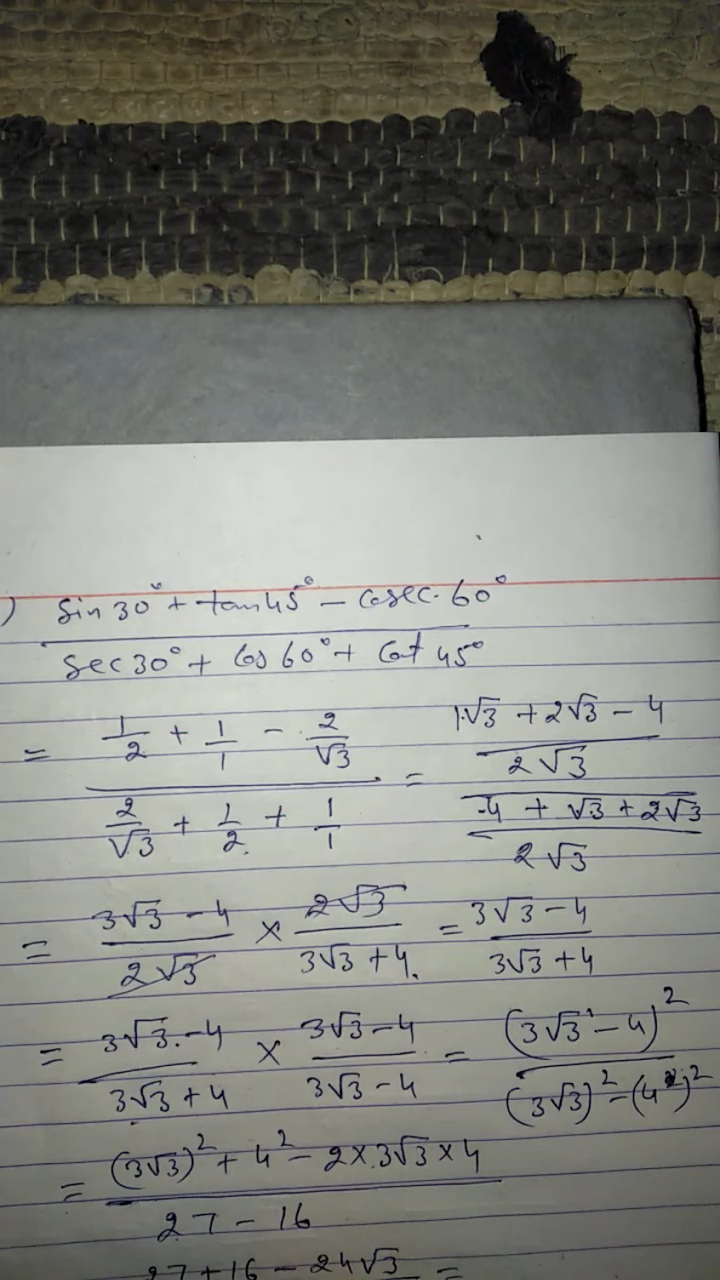 ) sin 30° + tan 45° – Cosec. 60°
sec 30° + Cos 60° + Cot 45°
= 1/2 + 1/1 – 2/√3 = 1√3 + 2√3 – 4 / 2√3
2/√3 + 1/2 + 1/1 4 + √3 + 2√3 / 2√3
= 3√3 – 4 / 2√3 × 2√3 / 3√3 + 4 = 3√3 – 4 / 3√3 + 4
= 3√3 – 4 / 3√3 + 4 × 3√3 – 4 / 3√3 – 4 = (3√3 – 4)² / (3√3)² – (4)²
= (3√3)² + 4² – 2 × 3√3 × 4 / 27 – 16
27 + 16 – 24√3 =